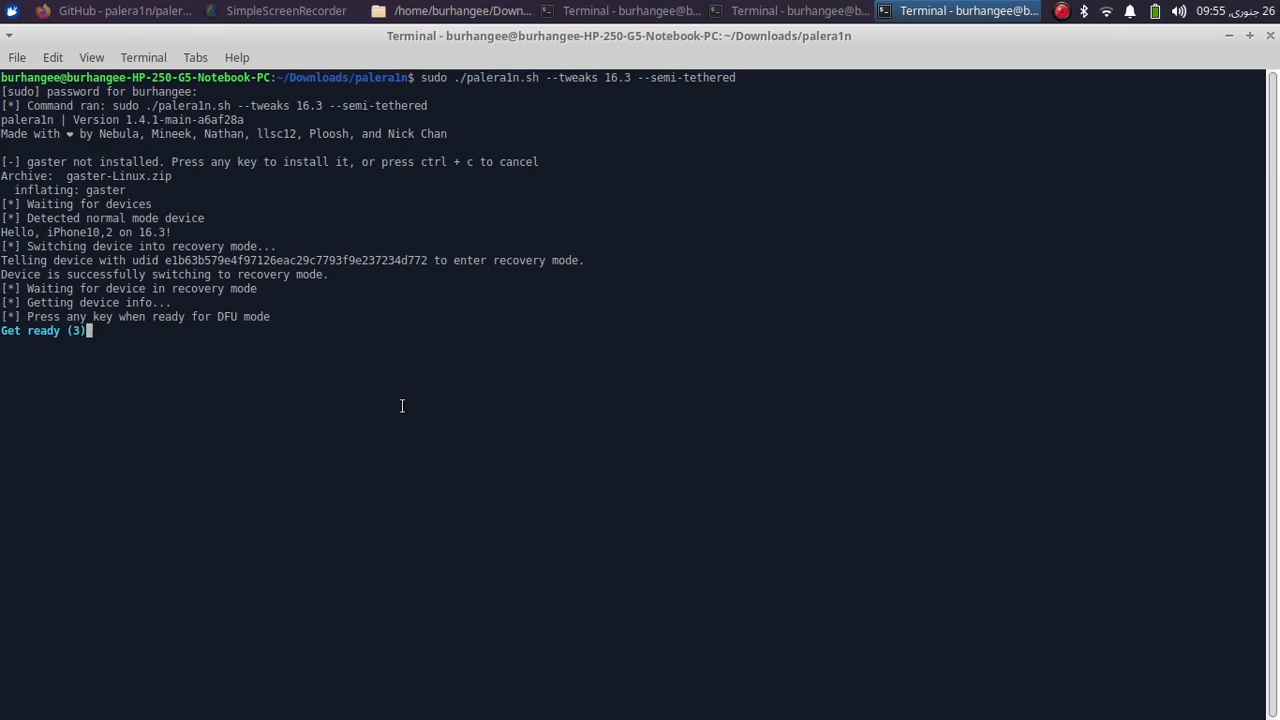 GitHub - palera1n/paler...
SimpleScreenRecorder
/home/burhangee/Down...
Terminal - burhangee@b...
Terminal - burhangee@b...
Terminal - burhangee@b...
09:55 ,26 جنوری
Terminal - burhangee@burhangee-HP-250-G5-Notebook-PC: ~/Downloads/palera1n
File Edit View Terminal Tabs Help
burhangee@burhangee-HP-250-G5-Notebook-PC:~/Downloads/palera1n$ sudo ./palera1n.sh --tweaks 16.3 --semi-tethered
[sudo] password for burhangee:
[*] Command ran: sudo ./palera1n.sh --tweaks 16.3 --semi-tethered
palera1n | Version 1.4.1-main-a6af28a
Made with ❤ by Nebula, Mineek, Nathan, llsc12, Ploosh, and Nick Chan
[-] gaster not installed. Press any key to install it, or press ctrl + c to cancel
Archive:  gaster-Linux.zip
  inflating: gaster
[*] Waiting for devices
[*] Detected normal mode device
Hello, iPhone10,2 on 16.3!
[*] Switching device into recovery mode...
Telling device with udid e1b63b579e4f97126eac29c7793f9e237234d772 to enter recovery mode.
Device is successfully switching to recovery mode.
[*] Waiting for device in recovery mode
[*] Getting device info...
[*] Press any key when ready for DFU mode
Get ready (3)